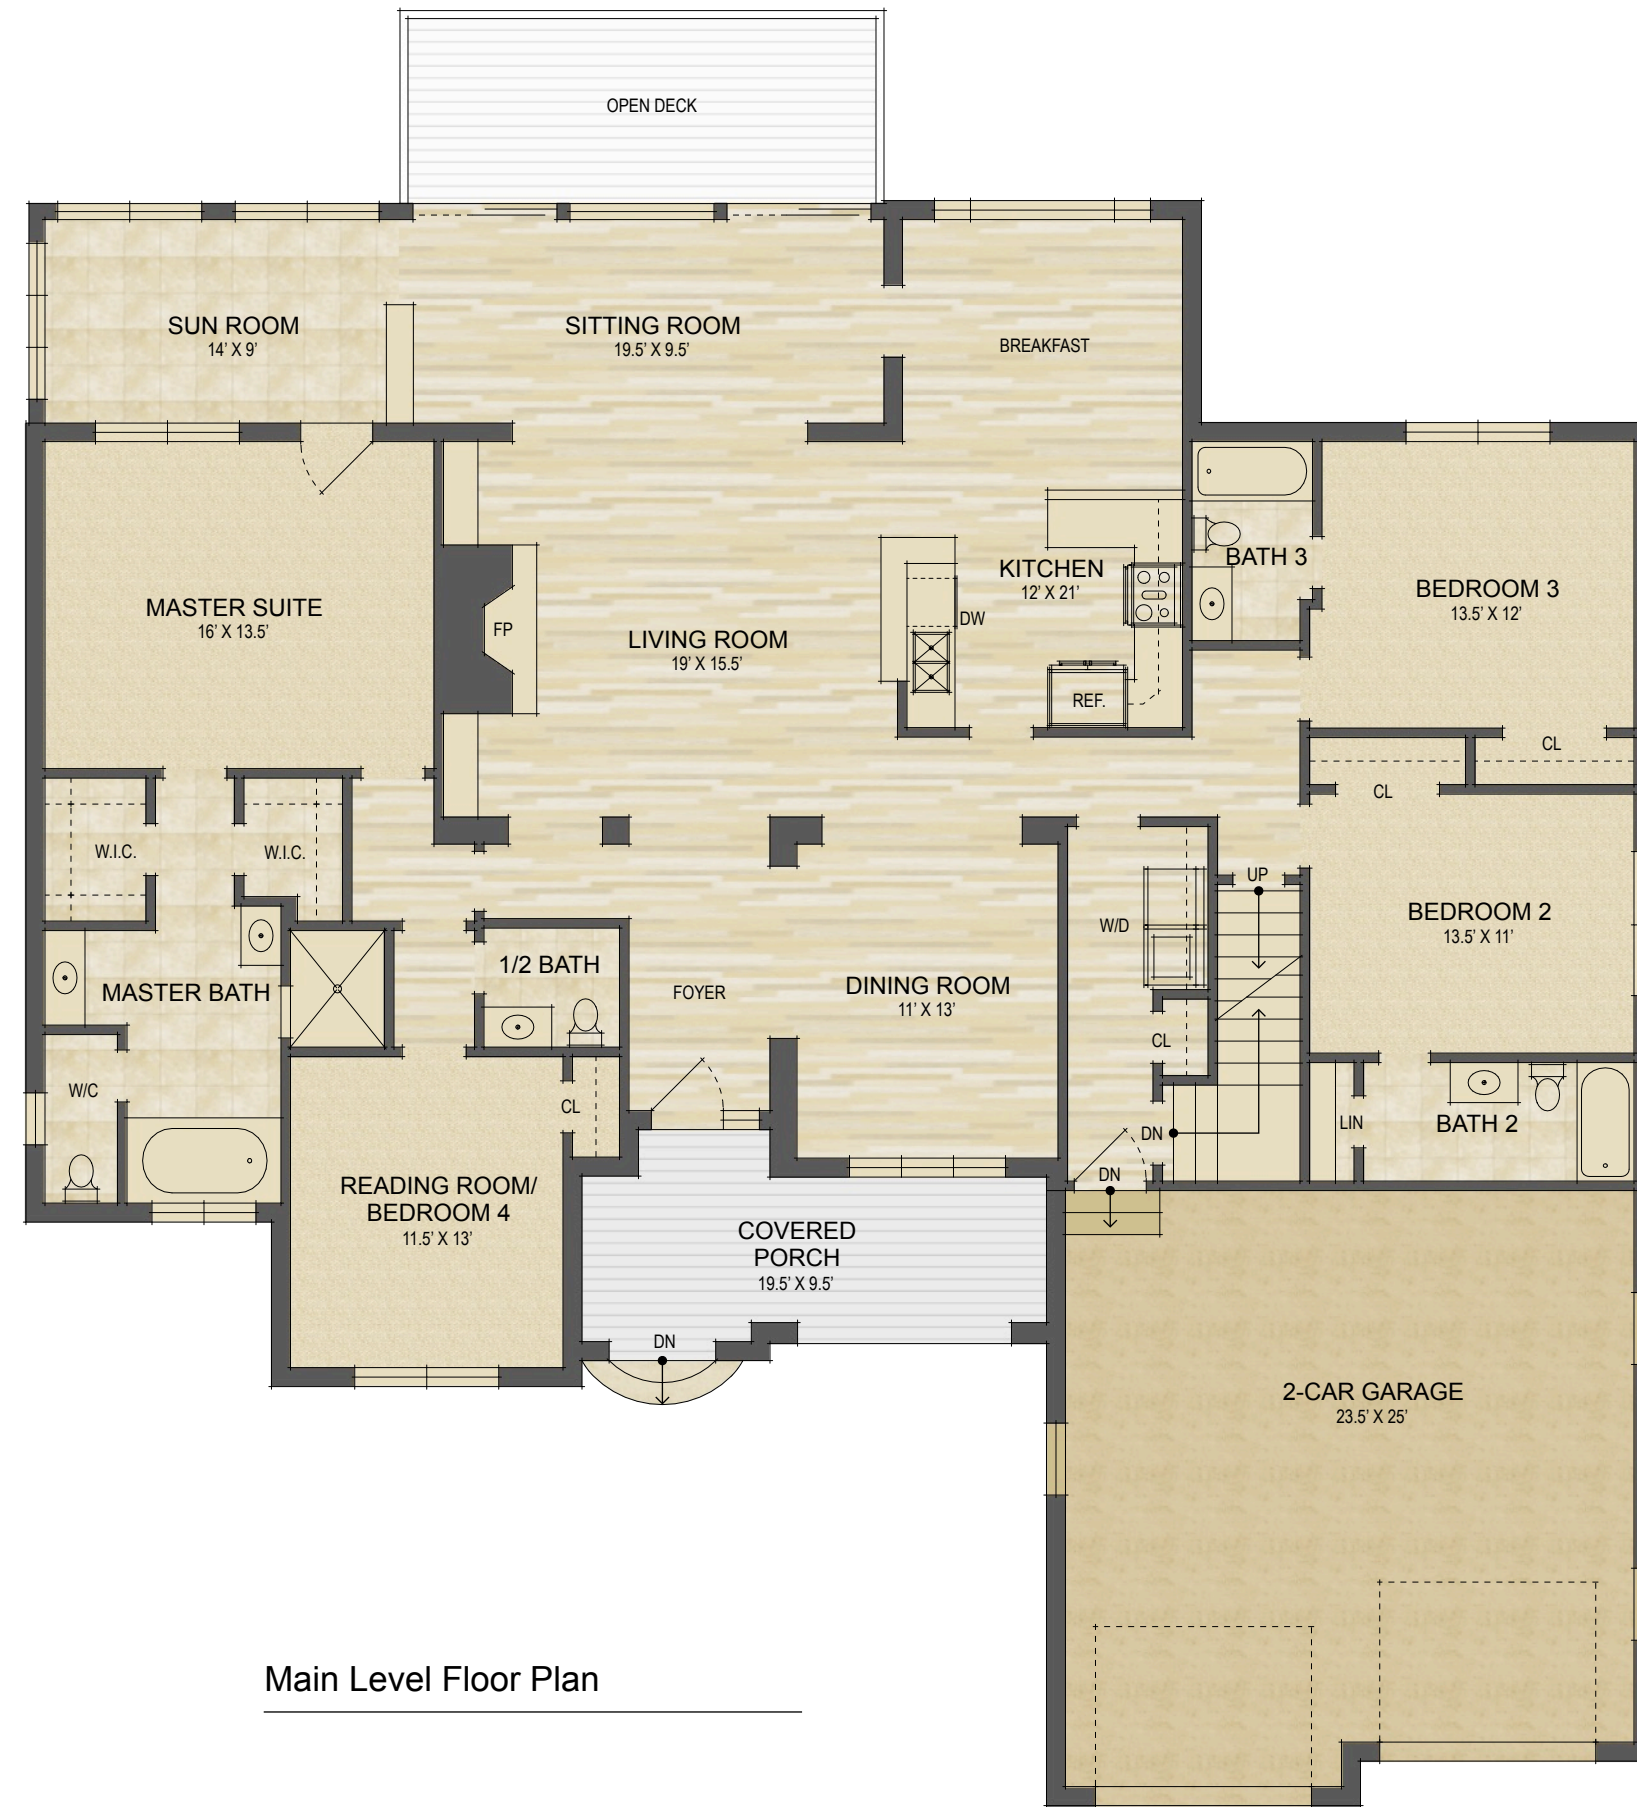 OPEN DECK
SUN ROOM
14' X 9'
SITTING ROOM
19.5' X 9.5'
BREAKFAST
MASTER SUITE
16' X 13.5'
FP
LIVING ROOM
19' X 15.5'
KITCHEN
12' X 21'
DW
REF.
BATH 3
BEDROOM 3
13.5' X 12'
CL
CL
W.I.C.
W.I.C.
UP
W/D
BEDROOM 2
13.5' X 11'
MASTER BATH
1/2 BATH
FOYER
DINING ROOM
11' X 13'
CL
W/C
CL
DN
DN
LIN
BATH 2
READING ROOM/
BEDROOM 4
11.5' X 13'
COVERED
PORCH
19.5' X 9.5'
DN
2-CAR GARAGE
23.5' X 25'
Main Level Floor Plan